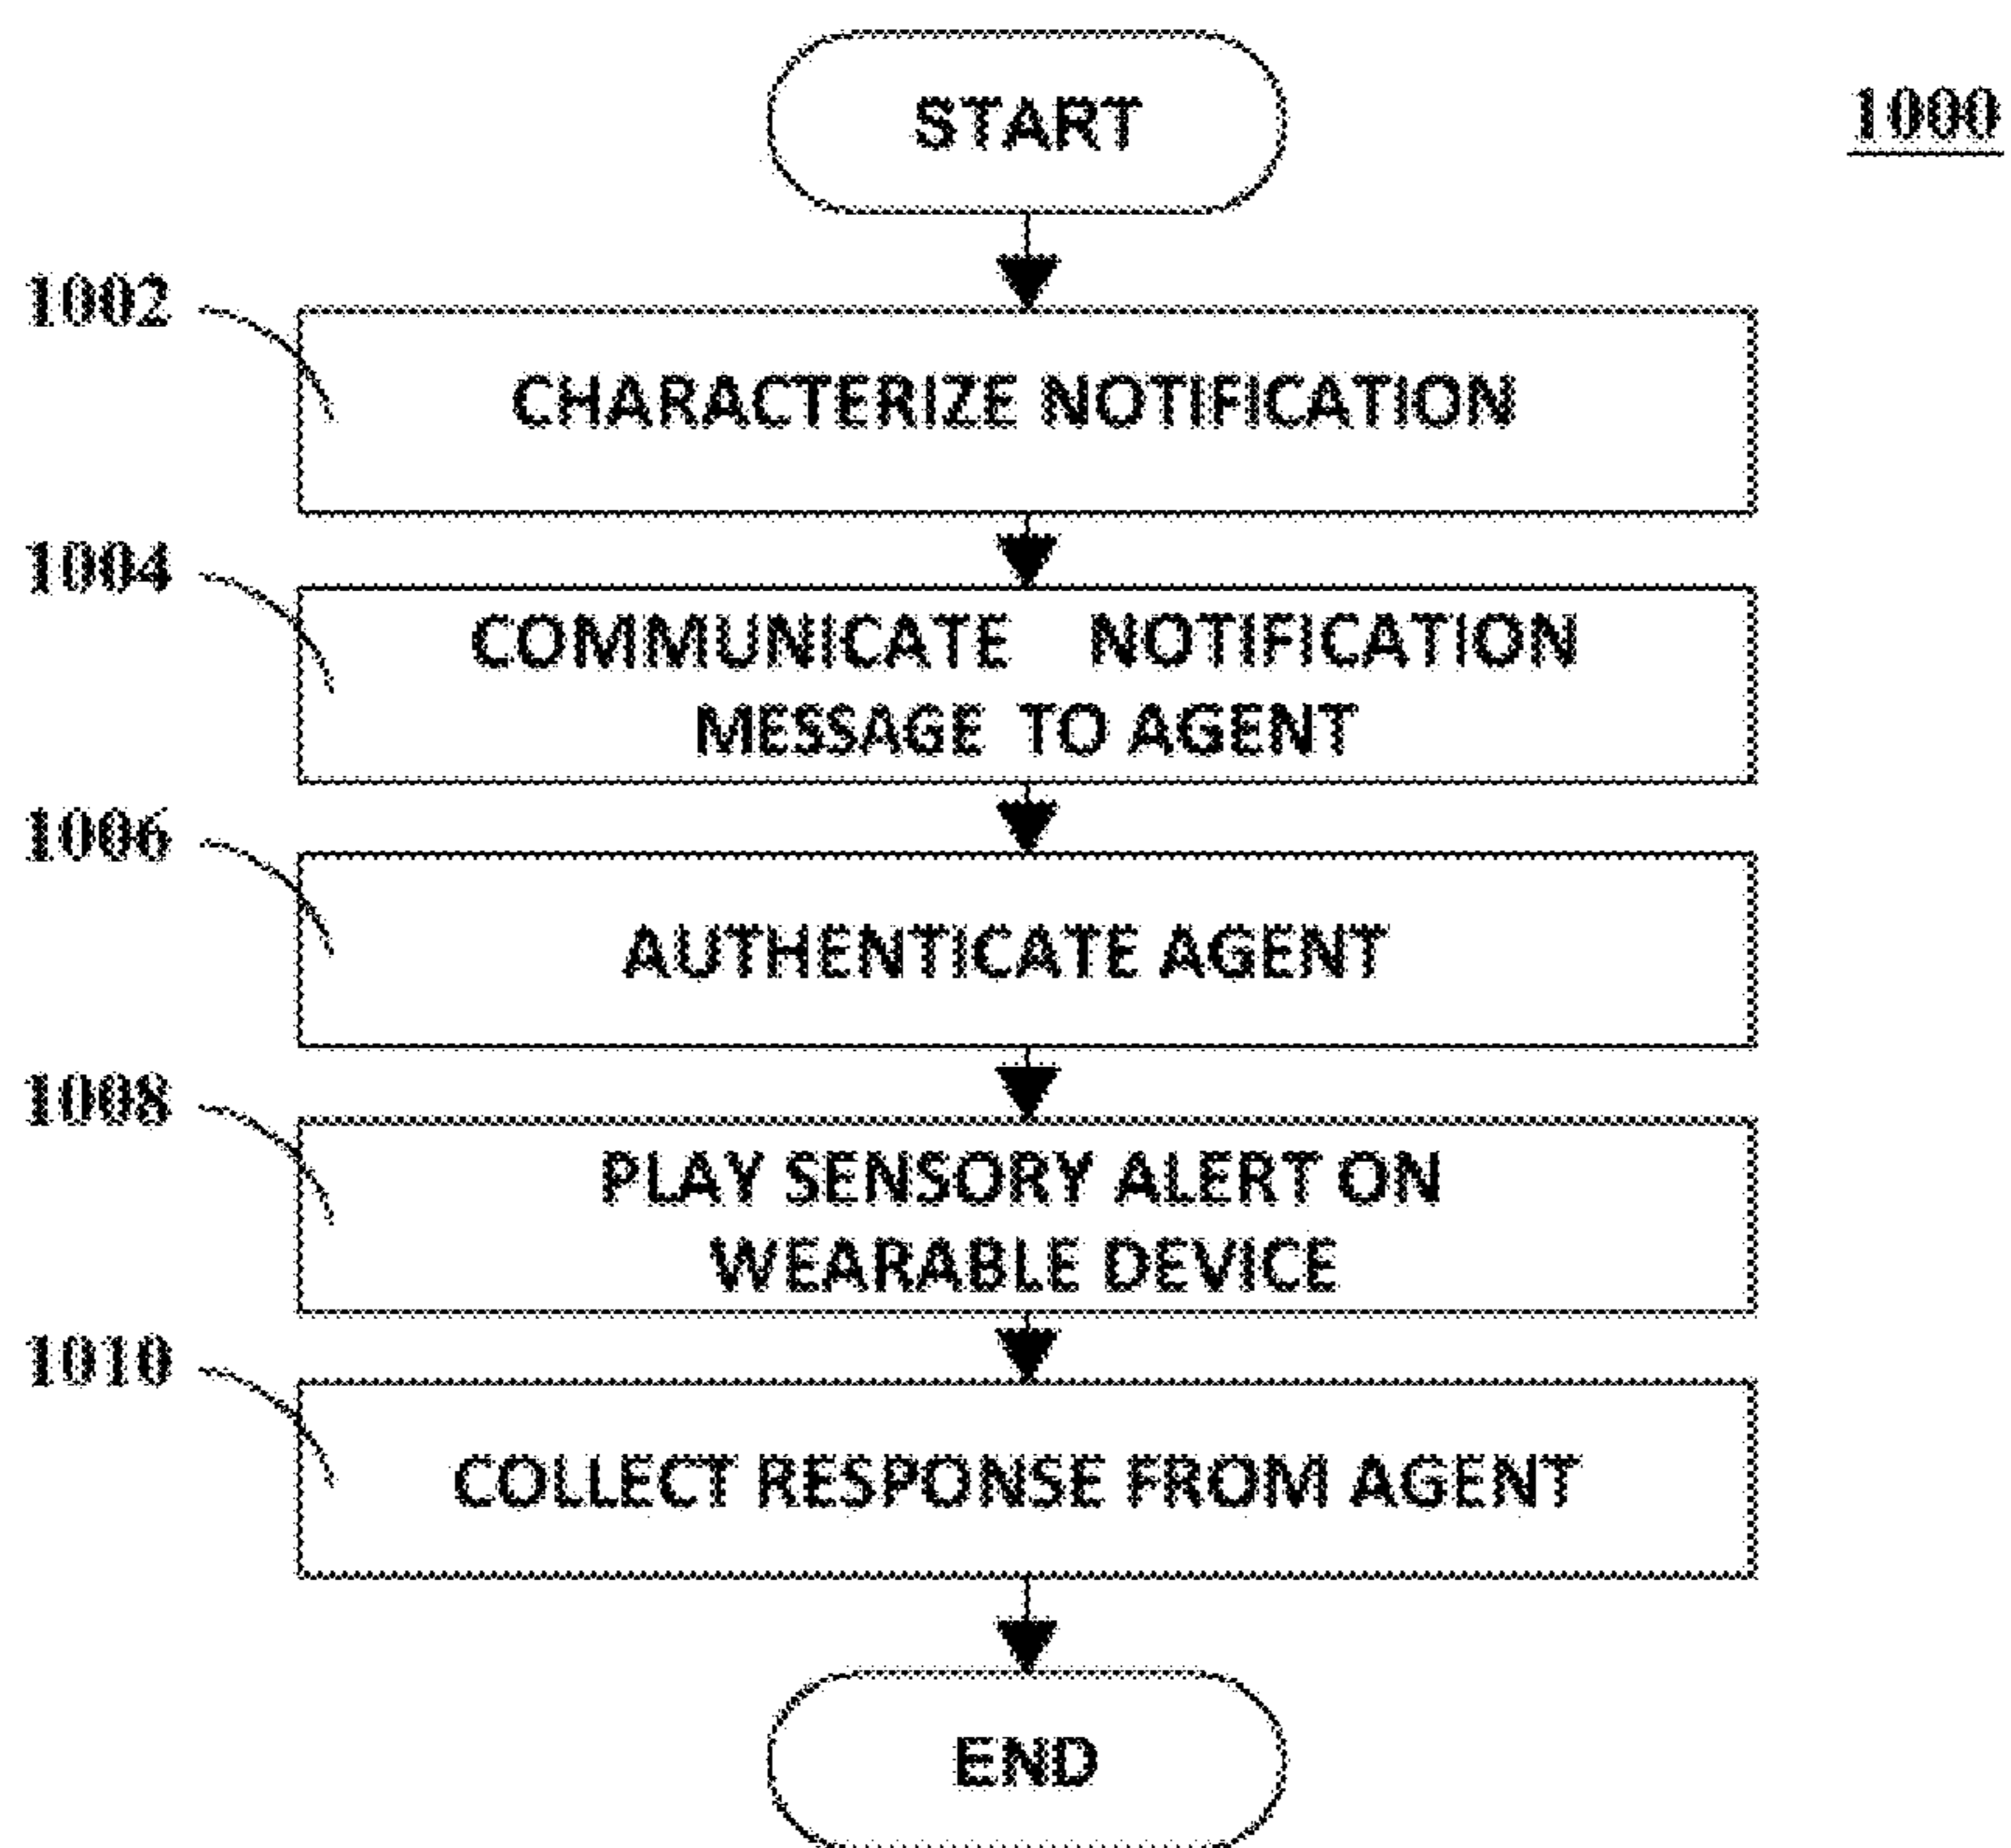 START
1000
1002
CHARACTERIZE NOTIFICATION
1004
COMMUNICATE NOTIFICATION
MESSAGE TO AGENT
1006
AUTHENTICATE AGENT
1008
PLAY SENSORY ALERT ON
WEARABLE DEVICE
1010
COLLECT RESPONSE FROM AGENT
END